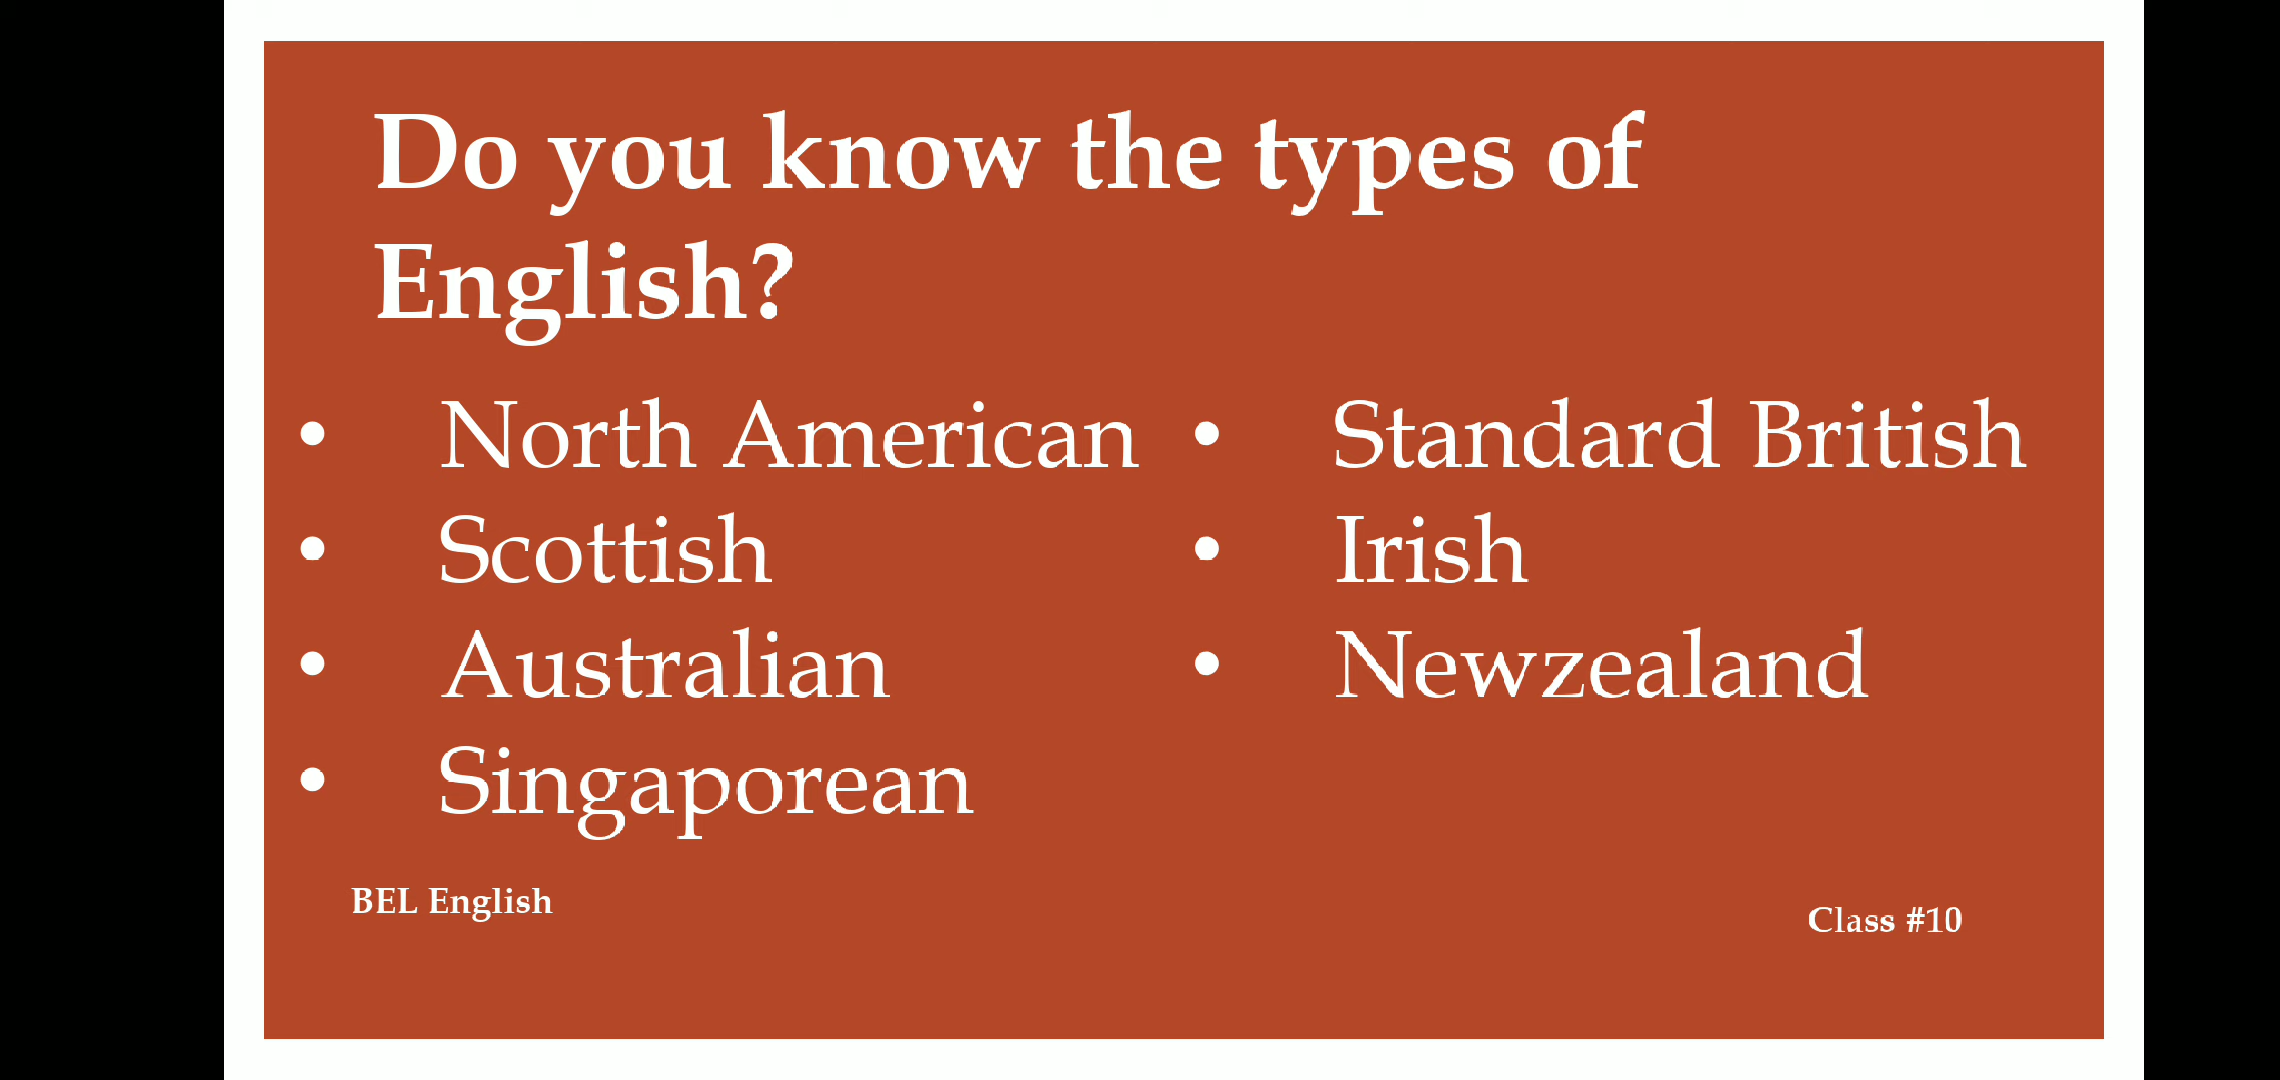 Do you know the types of
English?
• North American
• Scottish
• Australian
• Singaporean
• Standard British
• Irish
• Newzealand
BEL English
Class #10